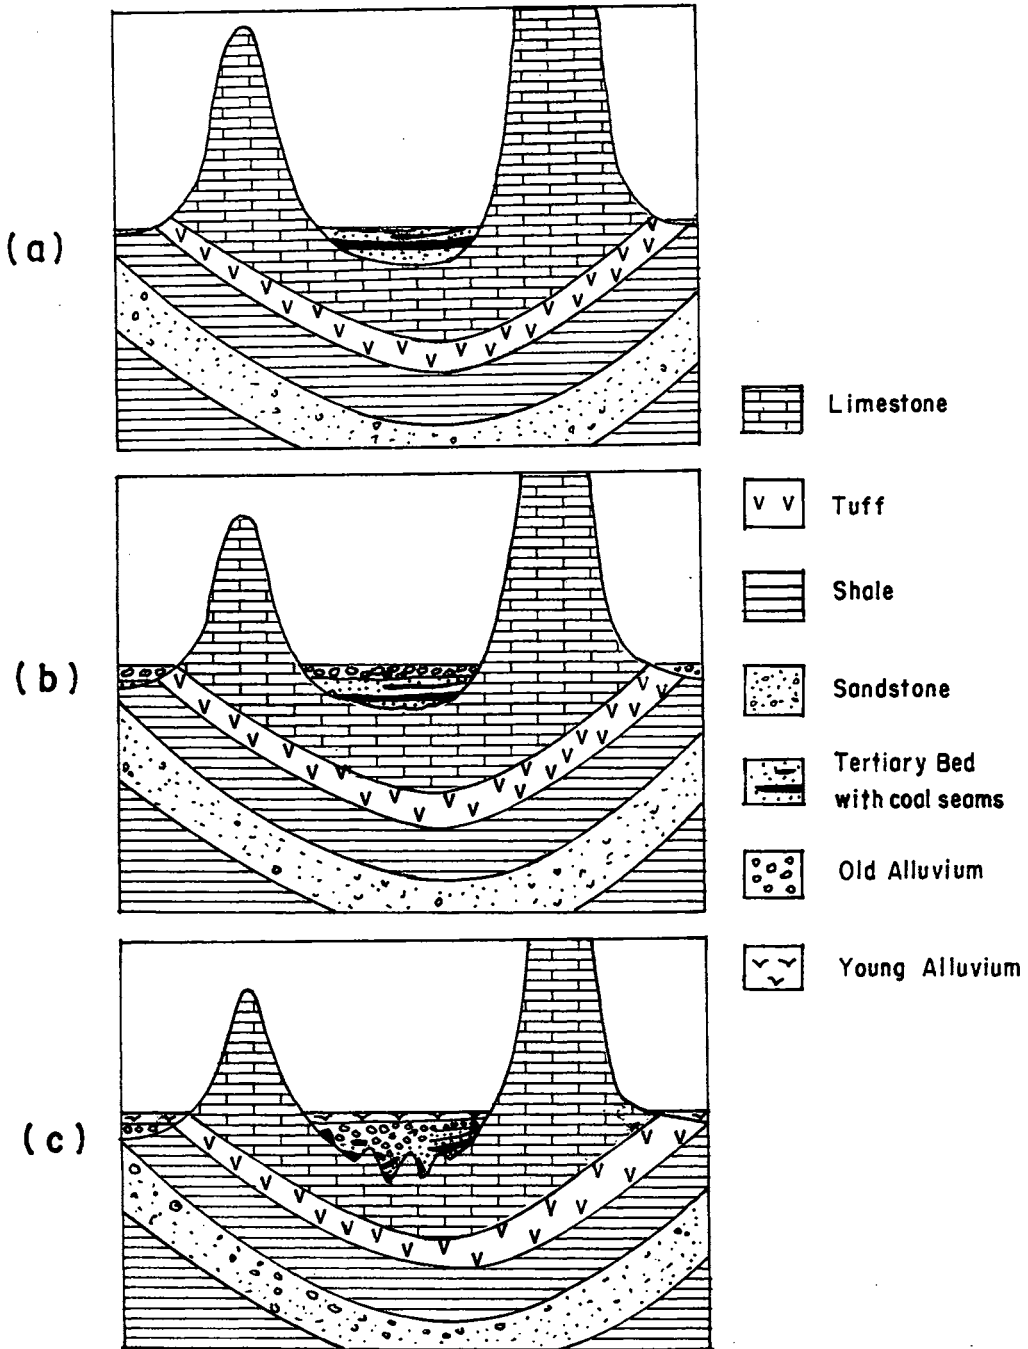 (a)
Limestone
Tuff
Shale
(b)
Sandstone
Tertiary Bed
with coal seams
Old Alluvium
Young Alluvium
(c)